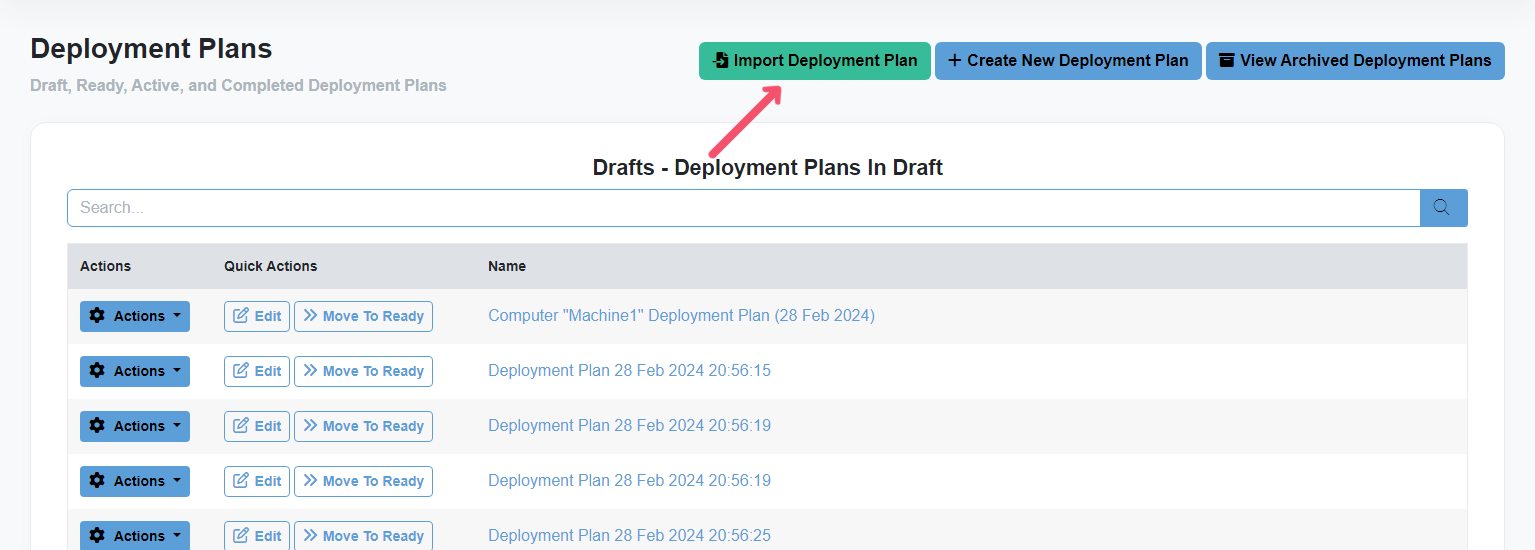 Deployment Plans
Draft, Ready, Active, and Completed Deployment Plans
Import Deployment Plan
Create New Deployment Plan
View Archived Deployment Plans
Drafts - Deployment Plans In Draft
Search...
Actions Quick Actions Name
Actions Edit Move To Ready Computer "Machine1" Deployment Plan (28 Feb 2024)
Actions Edit Move To Ready Deployment Plan 28 Feb 2024 20:56:15
Actions Edit Move To Ready Deployment Plan 28 Feb 2024 20:56:19
Actions Edit Move To Ready Deployment Plan 28 Feb 2024 20:56:19
Actions Edit Move To Ready Deployment Plan 28 Feb 2024 20:56:25